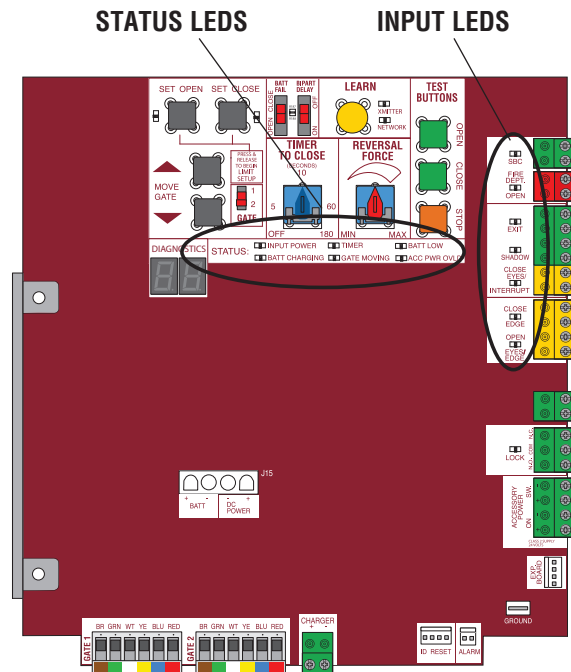 STATUS LEDS
INPUT LEDS
SET OPEN
SET CLOSE
BATT FAIL
BIPART DELAY
OPEN CLOSE
ON OFF
LEARN
XMITTER
NETWORK
TEST BUTTONS
OPEN
CLOSE
STOP
PRESS & RELEASE TO BEGIN LIMIT SETUP
MOVE GATE
1
2
GATE
TIMER TO CLOSE
(SECONDS)
10
5
60
OFF
180
REVERSAL FORCE
MIN
MAX
DIAGNOSTICS
STATUS:
INPUT POWER
TIMER
BATT LOW
BATT CHARGING
GATE MOVING
ACC PWR OVLD
SBC
FIRE DEPT.
OPEN
EXIT
SHADOW
CLOSE EYES/
INTERRUPT
CLOSE
EDGE
OPEN
EYES/
EDGE
N.C.
COM
N.O.
LOCK
J15
+ - - +
BATT
DC POWER
ACCESSORY POWER
ON SW.
EXP. BOARD
GROUND
GATE 1
BR GRN WT YE BLU RED
GATE 2
BR GRN WT YE BLU RED
CHARGER
+ -
ID RESET
ALARM